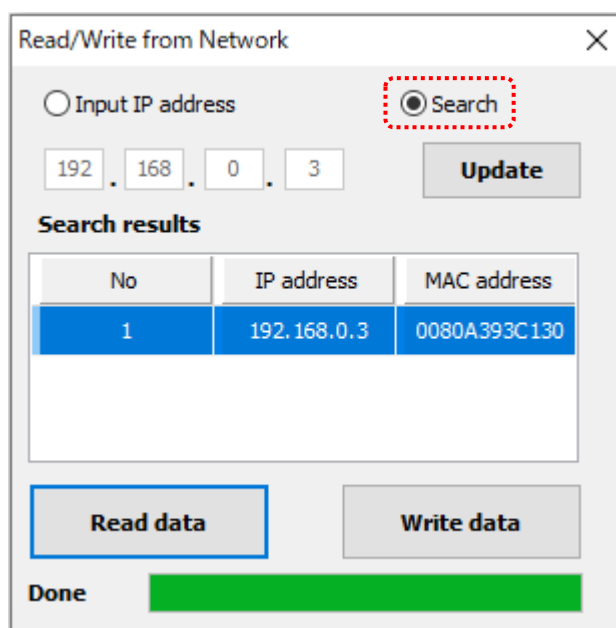 Read/Write from Network
Input IP address Search
192 . 168 . 0 . 3 Update
Search results
No IP address MAC address
1 192.168.0.3 0080A393C130
Read data Write data
Done